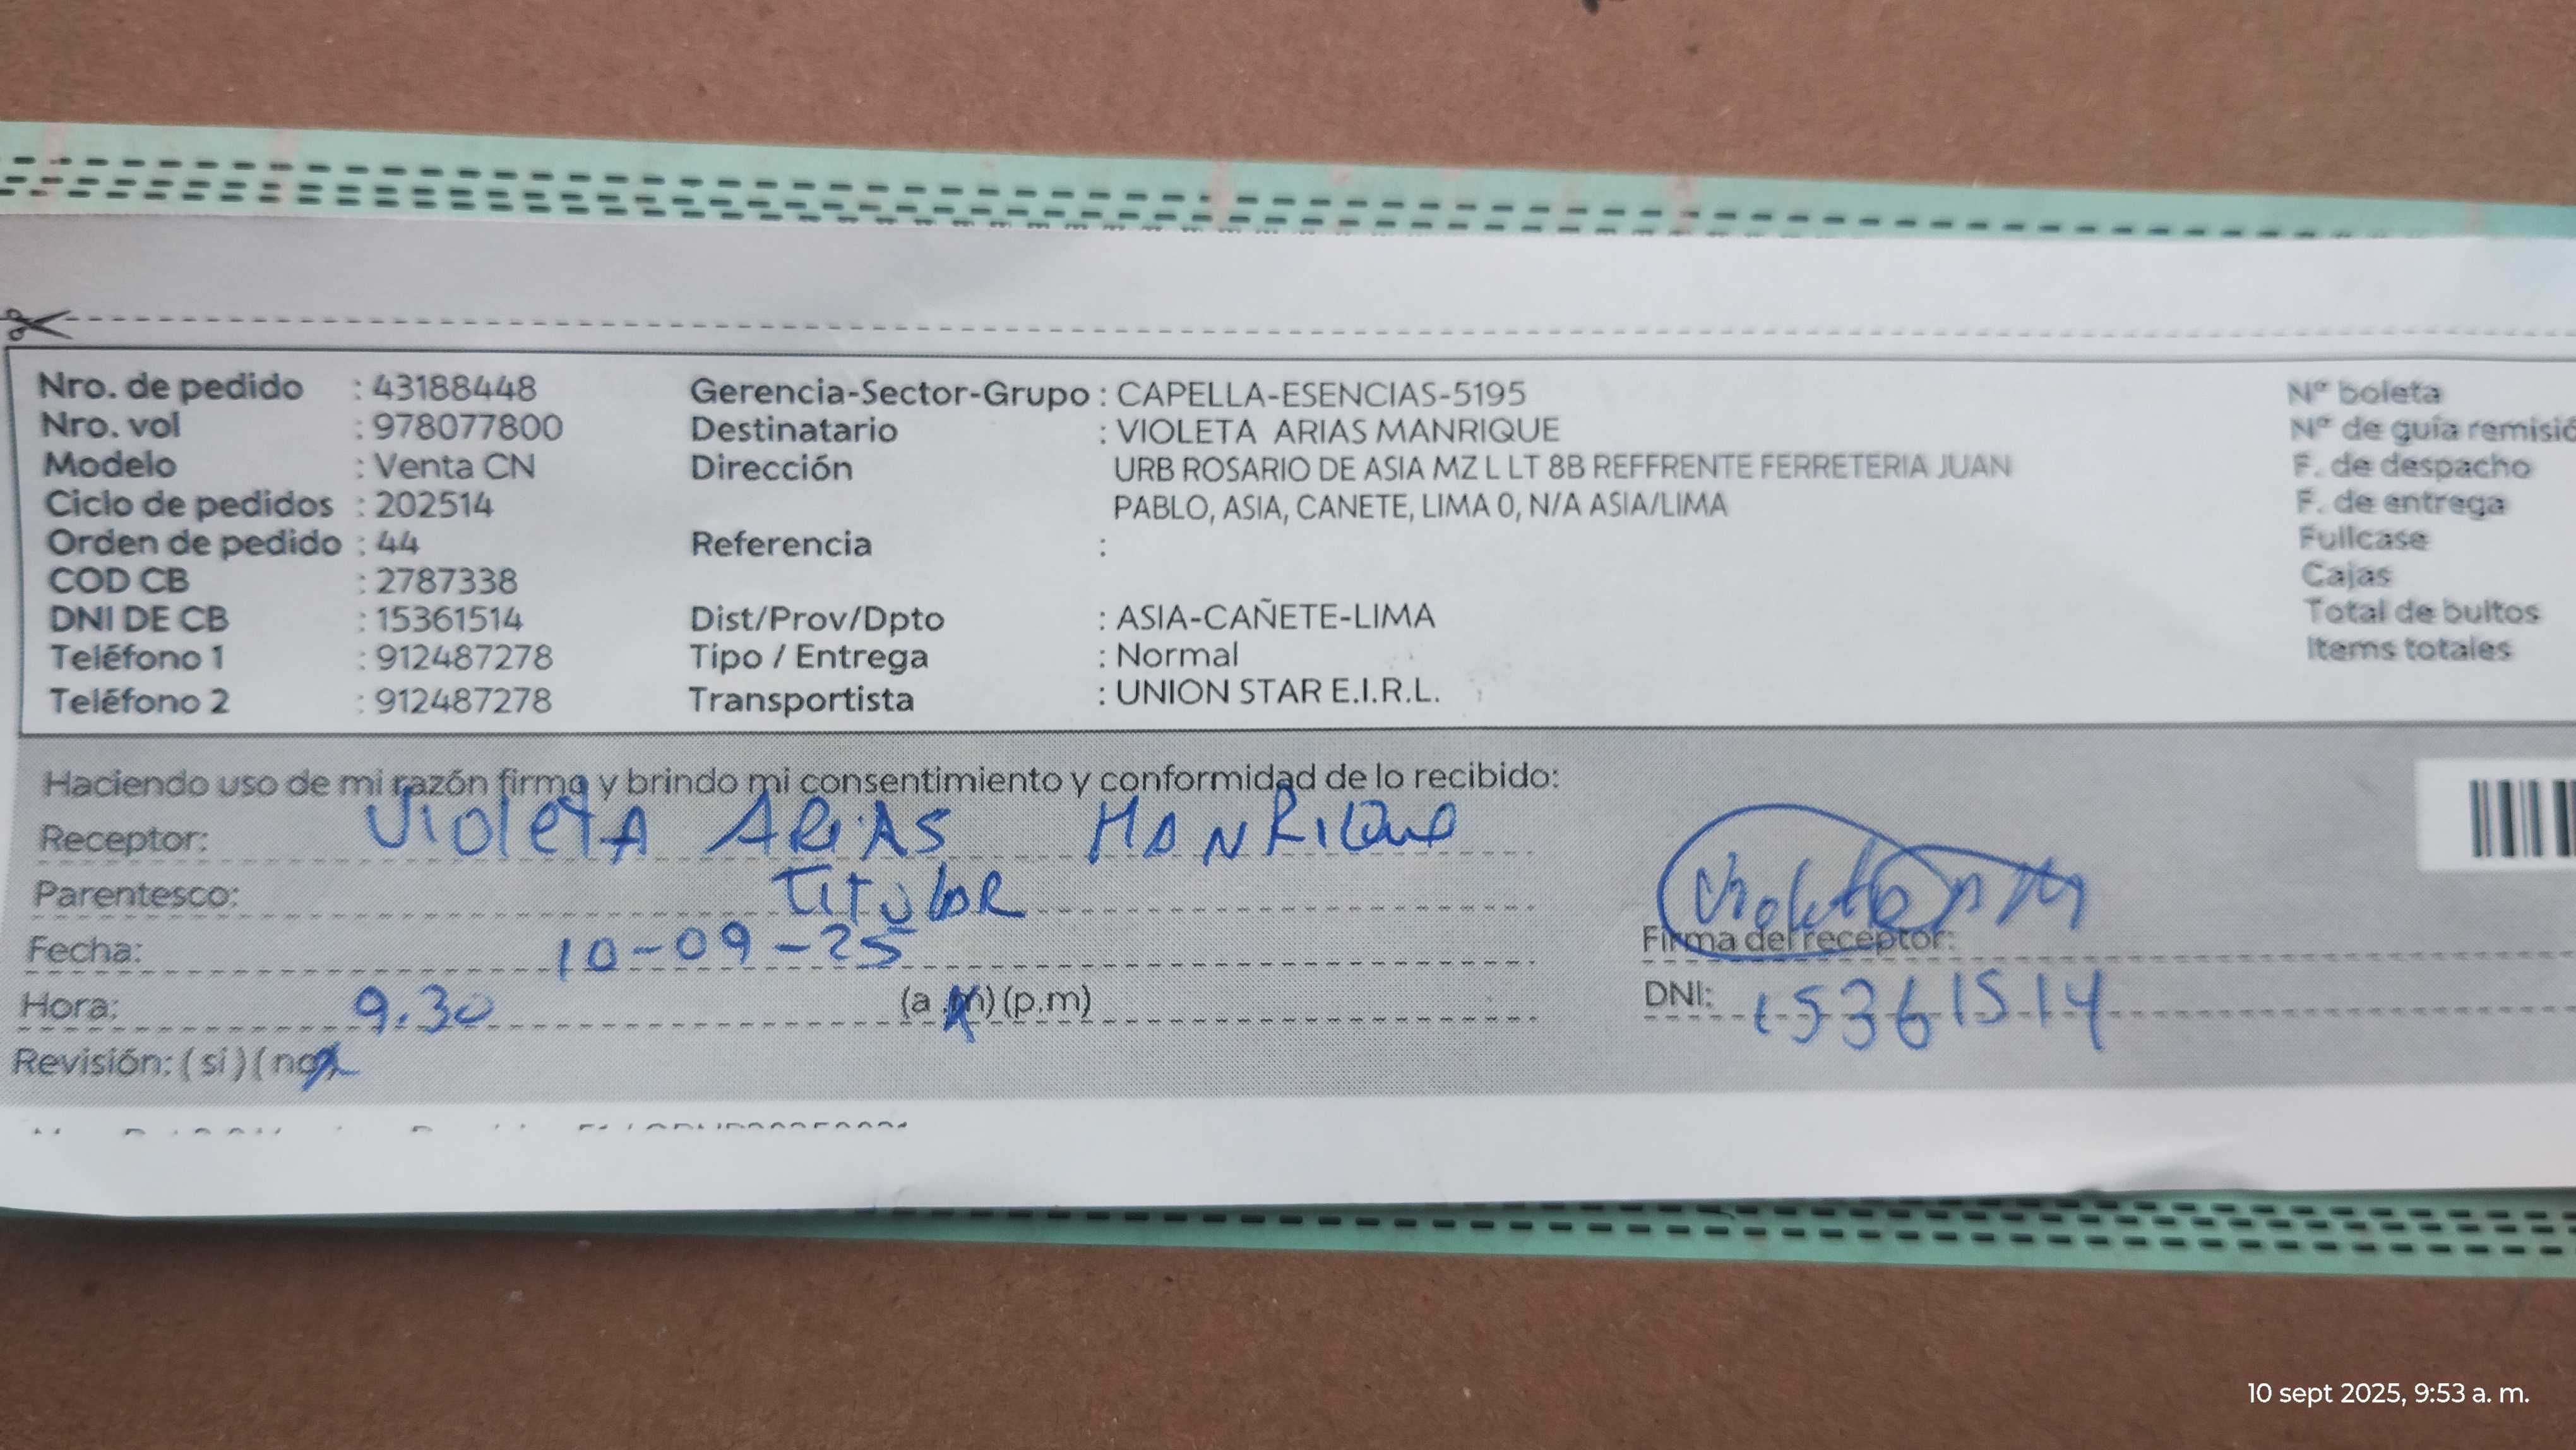 Nro. de pedido : 43188448
Nro. vol : 978077800
Modelo : Venta CN
Ciclo de pedidos : 202514
Orden de pedido : 44
COD CB : 2787338
DNI DE CB : 15361514
Teléfono 1 : 912487278
Teléfono 2 : 912487278
Gerencia-Sector-Grupo : CAPELLA-ESENCIAS-5195
Destinatario : VIOLETA ARIAS MANRIQUE
Dirección URB ROSARIO DE ASIA MZ L LT 8B REFFRENTE FERRETERIA JUAN
PABLO, ASIA, CANETE, LIMA 0, N/A ASIA/LIMA
Referencia :
Dist/Prov/Dpto : ASIA-CAÑETE-LIMA
Tipo / Entrega : Normal
Transportista : UNION STAR E.I.R.L.
Nº boleta
Nº de guía remisió
F. de despacho
F. de entrega
Fullcase
Cajas
Total de bultos
Items totales
Haciendo uso de mi razón firmo y brindo mi consentimiento y conformidad de lo recibido:
Receptor: VioletA ARiAS MANRiQue
Parentesco: TiTuLAR
Fecha: 10-09-25
Hora: 9.30 (a.m) (p.m)
Revisión: (si) (no)
Firma del receptor:
DNI: 15361514
10 sept 2025, 9:53 a. m.